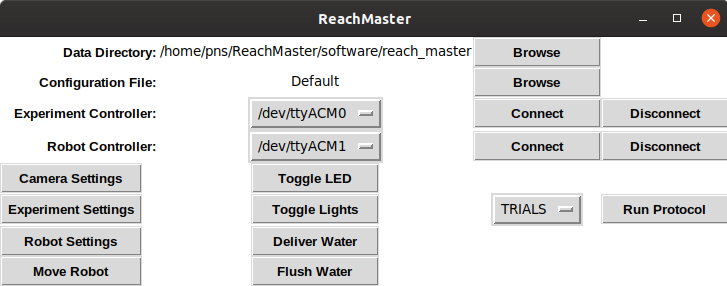 ReachMaster
Data Directory: /home/pns/ReachMaster/software/reach_master Browse
Configuration File: Default Browse
Experiment Controller: /dev/ttyACM0 Connect Disconnect
Robot Controller: /dev/ttyACM1 Connect Disconnect
Camera Settings Toggle LED
Experiment Settings Toggle Lights TRIALS Run Protocol
Robot Settings Deliver Water
Move Robot Flush Water